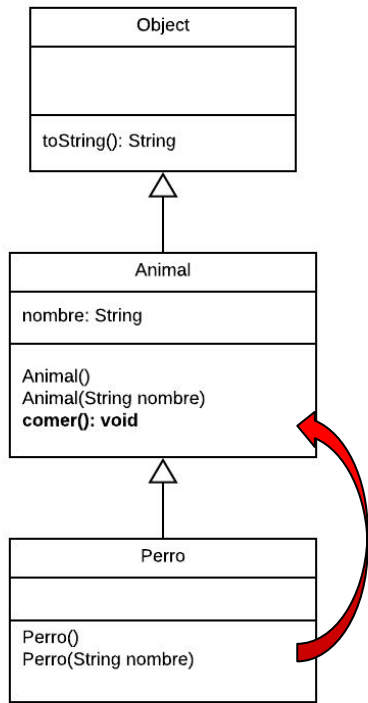 Object
toString(): String
Animal
nombre: String
Animal()
Animal(String nombre)
comer(): void
Perro
Perro()
Perro(String nombre)